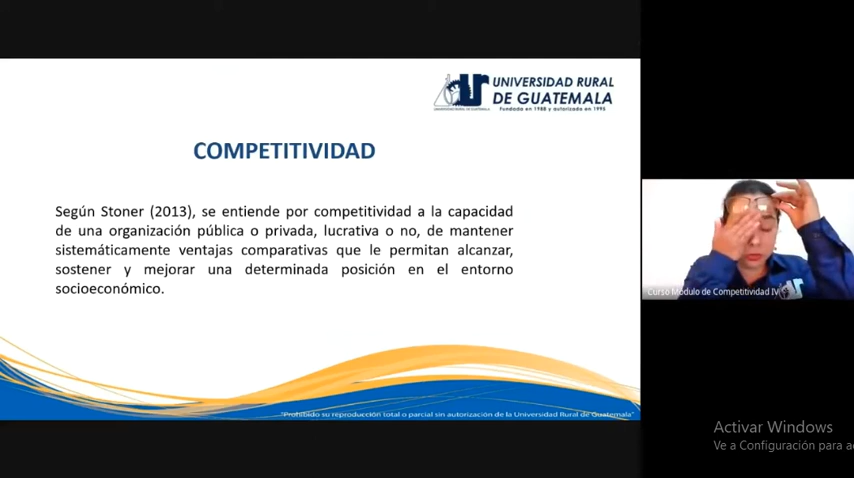 UNIVERSIDAD RURAL
DE GUATEMALA
Fundada en 1988 y autorizada en 1995
COMPETITIVIDAD
Según Stoner (2013), se entiende por competitividad a la capacidad
de una organización pública o privada, lucrativa o no, de mantener
sistemáticamente ventajas comparativas que le permitan alcanzar,
sostener y mejorar una determinada posición en el entorno
socioeconómico.
"Prohibido su reproducción total o parcial sin autorización de la Universidad Rural de Guatemala"
Curso Módulo de Competitividad IV
Activar Windows
Ve a Configuración para a